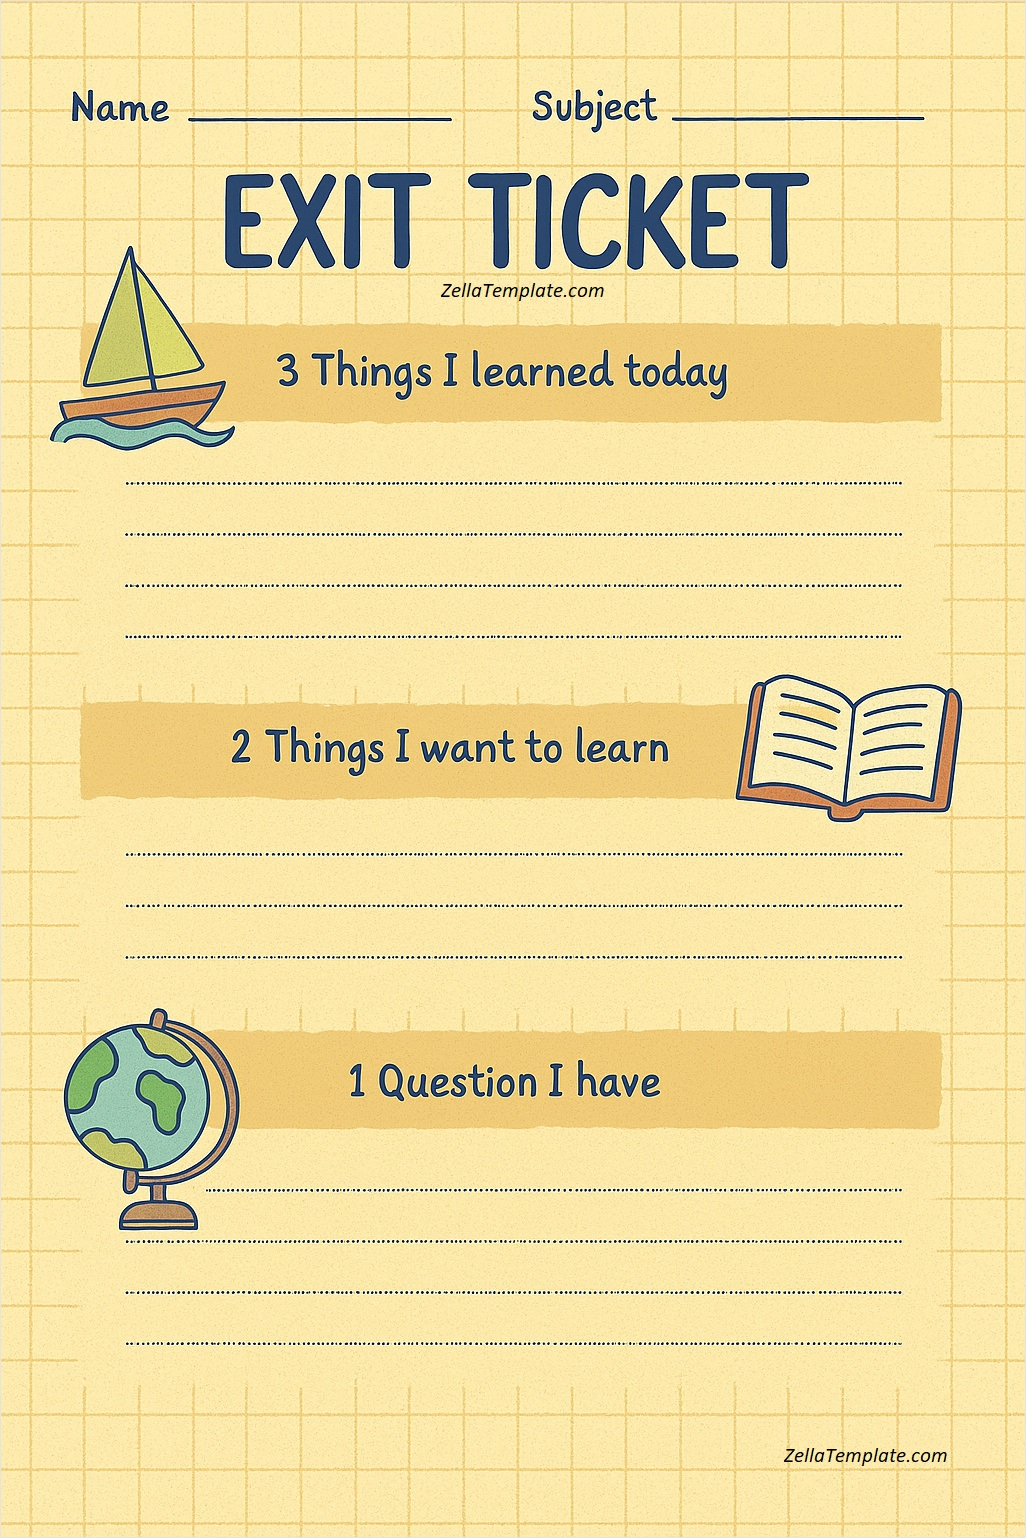 Name Subject
EXIT TICKET
ZellaTemplate.com
3 Things I learned today
2 Things I want to learn
1 Question I have
ZellaTemplate.com